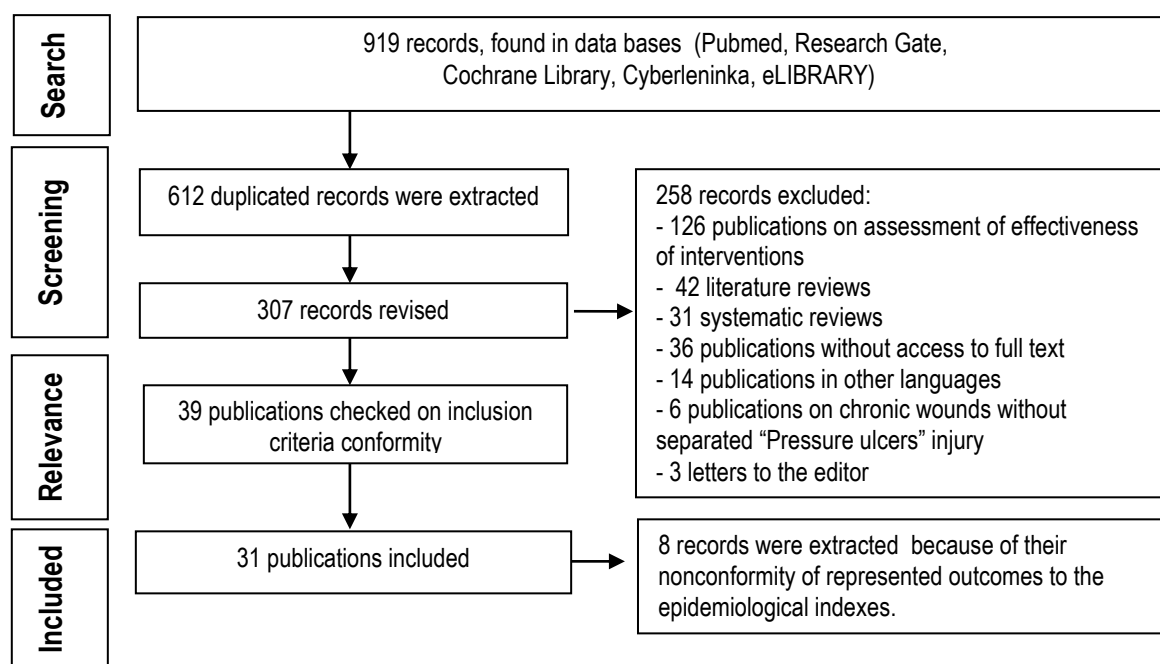 Search
919 records, found in data bases (Pubmed, Research Gate,
Cochrane Library, Cyberleninka, eLIBRARY)
Screening
612 duplicated records were extracted
307 records revised
258 records excluded:
- 126 publications on assessment of effectiveness
of interventions
- 42 literature reviews
- 31 systematic reviews
- 36 publications without access to full text
- 14 publications in other languages
- 6 publications on chronic wounds without
separated “Pressure ulcers” injury
- 3 letters to the editor
Relevance
39 publications checked on inclusion
criteria conformity
Included
31 publications included
8 records were extracted because of their
nonconformity of represented outcomes to the
epidemiological indexes.